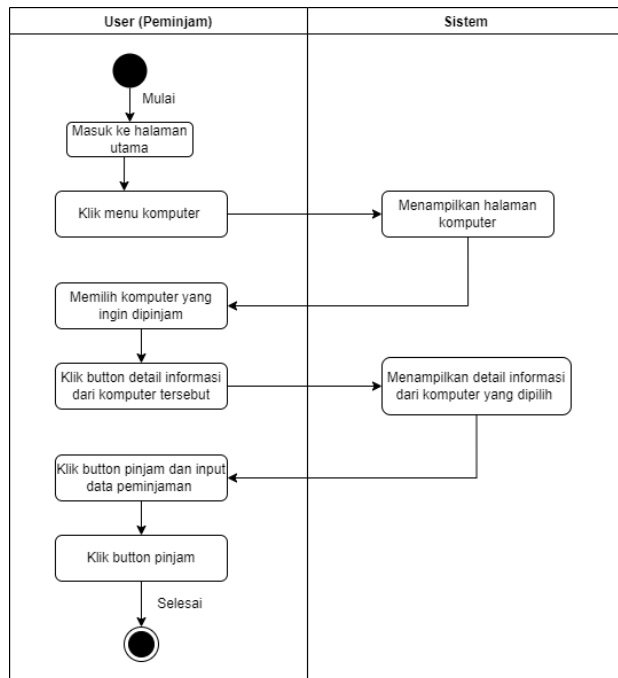 User (Peminjam)
Sistem
Mulai
Masuk ke halaman
utama
Klik menu komputer
Menampilkan halaman
komputer
Memilih komputer yang
ingin dipinjam
Klik button detail informasi
dari komputer tersebut
Menampilkan detail informasi
dari komputer yang dipilih
Klik button pinjam dan input
data peminjaman
Klik button pinjam
Selesai